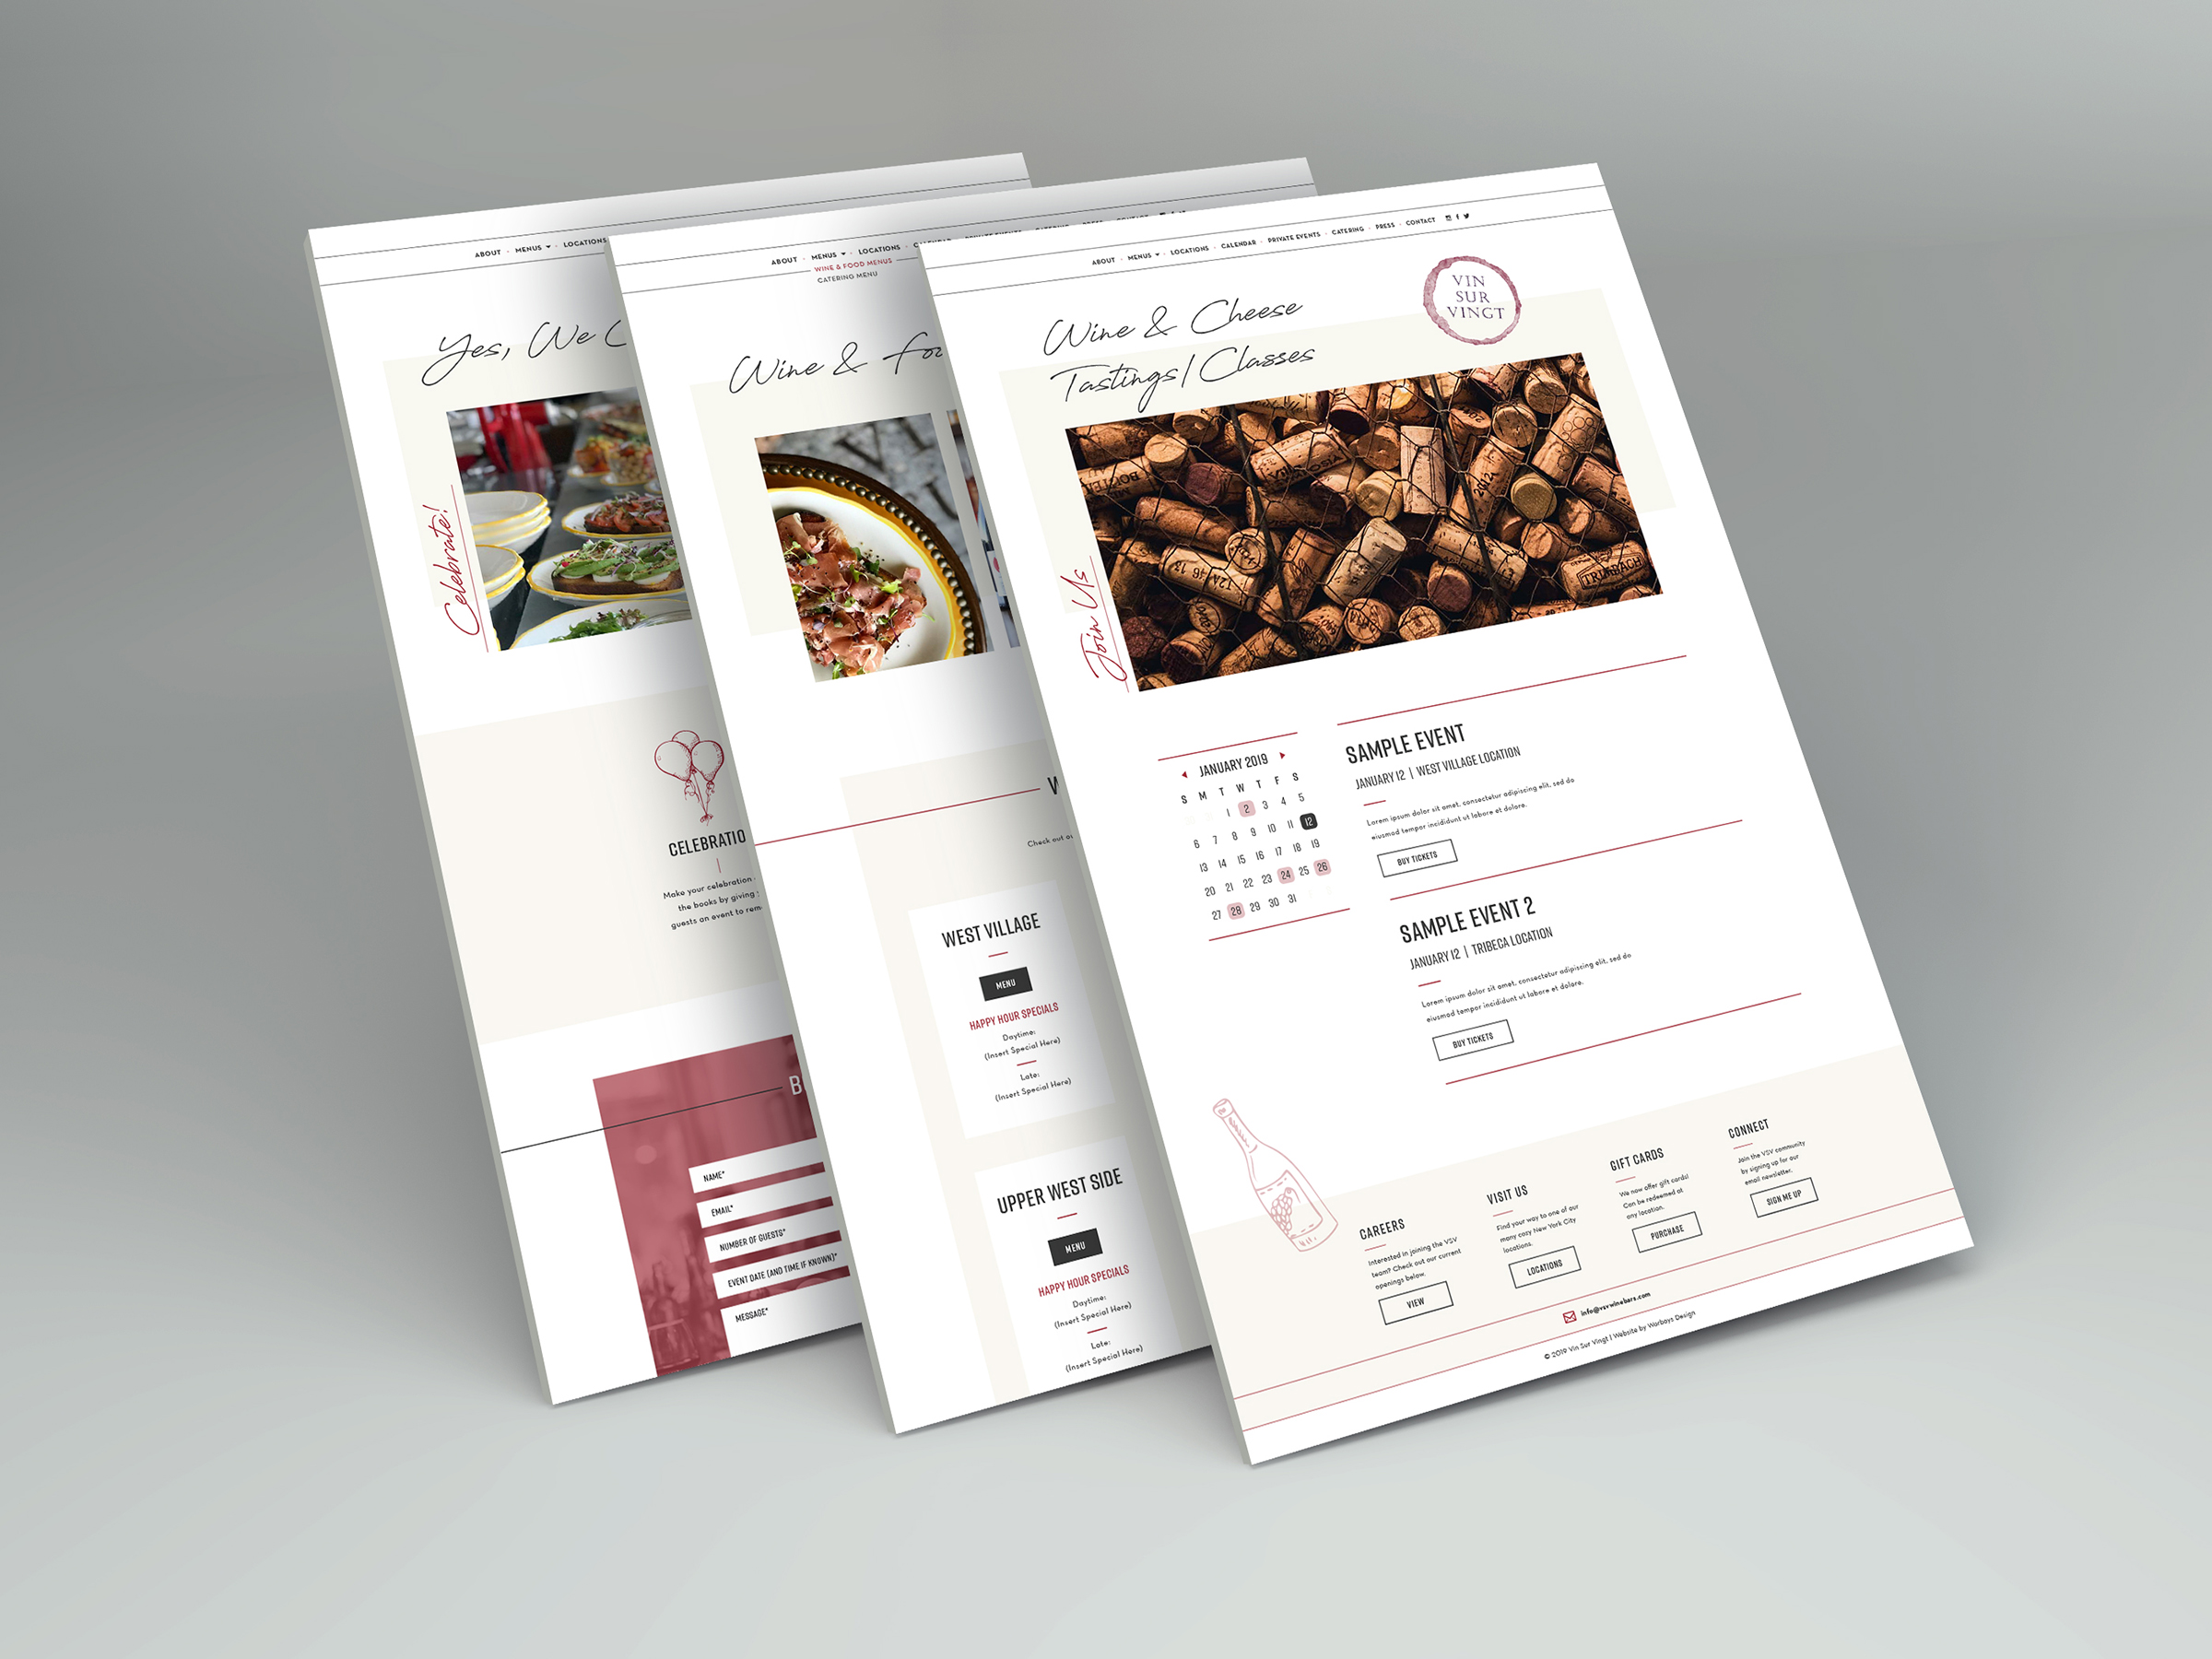 ABOUT · MENUS · LOCATIONS
Yes, We C
Celebrate!
CELEBRATIO
Make your celebration
the books by giving
guests an event to rem
B
NAME*
EMAIL*
NUMBER OF GUESTS*
EVENT DATE (AND TIME IF KNOWN)*
MESSAGE*
ABOUT · MENUS · LOCATIONS ·
WINE & FOOD MENUS
CATERING MENU
Wine & Foo
W
Check out ou
WEST VILLAGE
MENU
HAPPY HOUR SPECIALS
Daytime:
(Insert Special Here)
Late:
(Insert Special Here)
UPPER WEST SIDE
MENU
HAPPY HOUR SPECIALS
Daytime:
(Insert Special Here)
Late:
(Insert Special Here)
ABOUT · MENUS · LOCATIONS · CALENDAR · PRIVATE EVENTS · CATERING · PRESS · CONTACT
VIN
SUR
VINGT
Wine & Cheese
Tastings/Classes
Join Us
2012
TRIMBACH
JANUARY 2019
S M T W T F S
1 2 3 4 5
6 7 8 9 10 11 12
13 14 15 16 17 18 19
20 21 22 23 24 25 26
27 28 29 30 31
SAMPLE EVENT
JANUARY 12 | WEST VILLAGE LOCATION
Lorem ipsum dolor sit amet, consectetur adipiscing elit, sed do
eiusmod tempor incididunt ut labore et dolore.
BUY TICKETS
SAMPLE EVENT 2
JANUARY 12 | TRIBECA LOCATION
Lorem ipsum dolor sit amet, consectetur adipiscing elit, sed do
eiusmod tempor incididunt ut labore et dolore.
BUY TICKETS
CAREERS
Interested in joining the VSV
team? Check out our current
openings below.
VIEW
VISIT US
Find your way to one of our
many cozy New York City
locations.
LOCATIONS
GIFT CARDS
We now offer gift cards!
Can be redeemed at
any location.
PURCHASE
CONNECT
Join the VSV community
by signing up for our
email newsletter.
SIGN ME UP
info@vsvwinebars.com
© 2019 Vin Sur Vingt | Website by Worbays Design